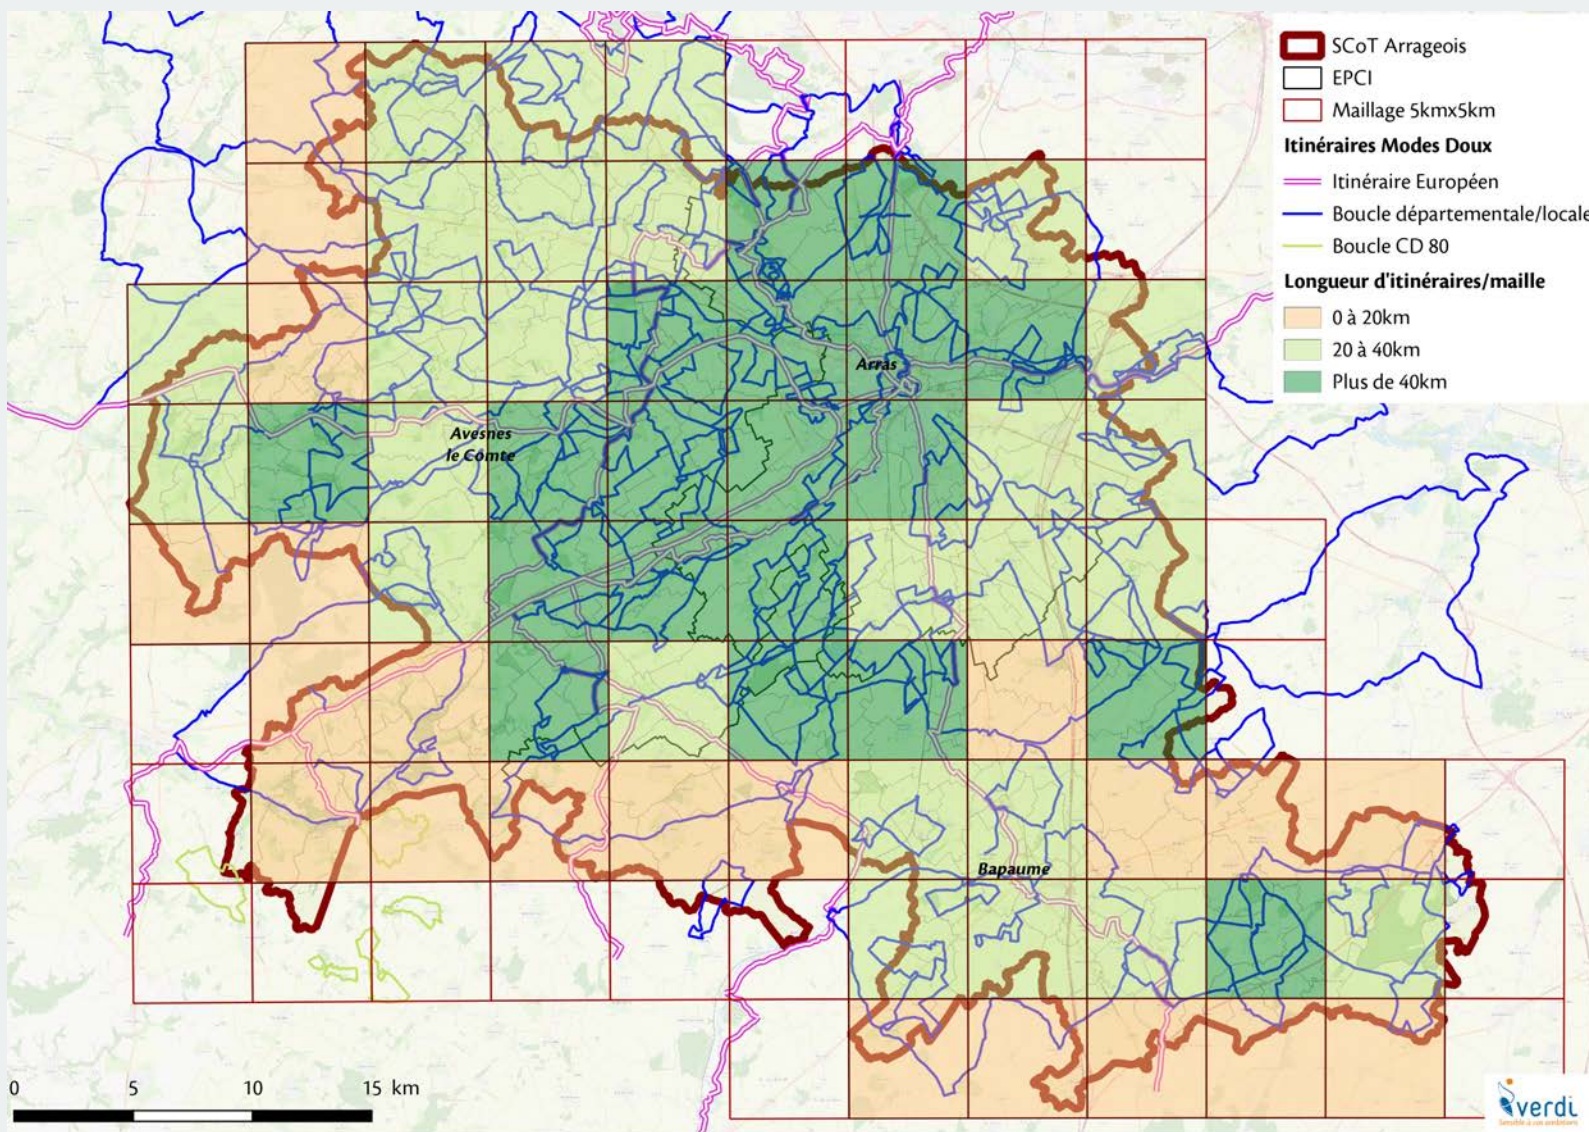 SCoT Arrageois
EPCI
Maillage 5kmx5km
Itinéraires Modes Doux
Itinéraire Européen
Boucle départementale/locale
Boucle CD 80
Longueur d'itinéraires/maille
0 à 20km
20 à 40km
Plus de 40km
Arras
Avesnes
le Comte
Bapaume
0 5 10 15 km
verdi